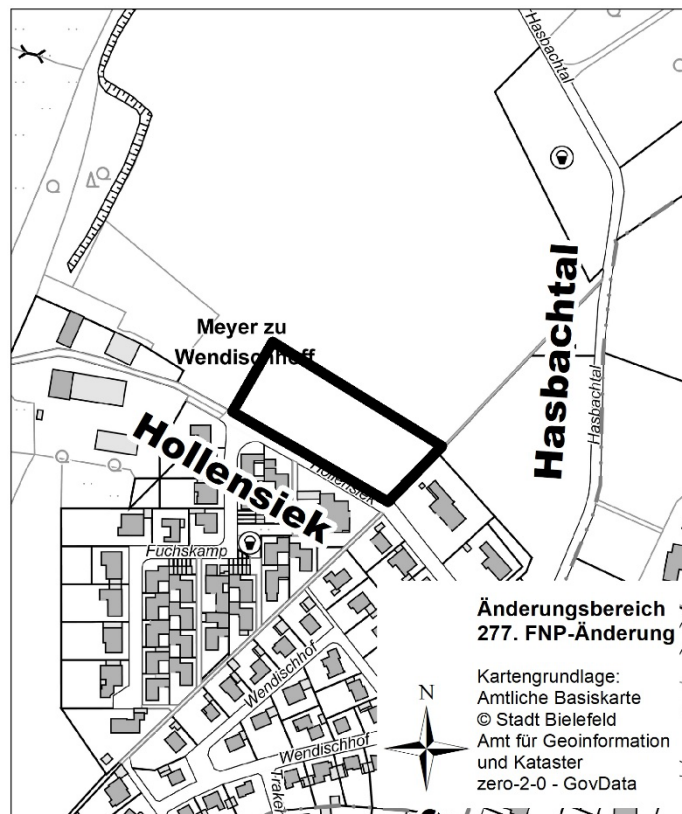 Hasbachtal
Hasbachtal
Meyer zu
Wendischhoff
Hasbachtal
Hollensiek
Hollensiek
Fuchskamp
Wendischhof
Wendischhof
Änderungsbereich
277. FNP-Änderung
Kartengrundlage:
Amtliche Basiskarte
© Stadt Bielefeld
Amt für Geoinformation
und Kataster
zero-2-0 - GovData
N